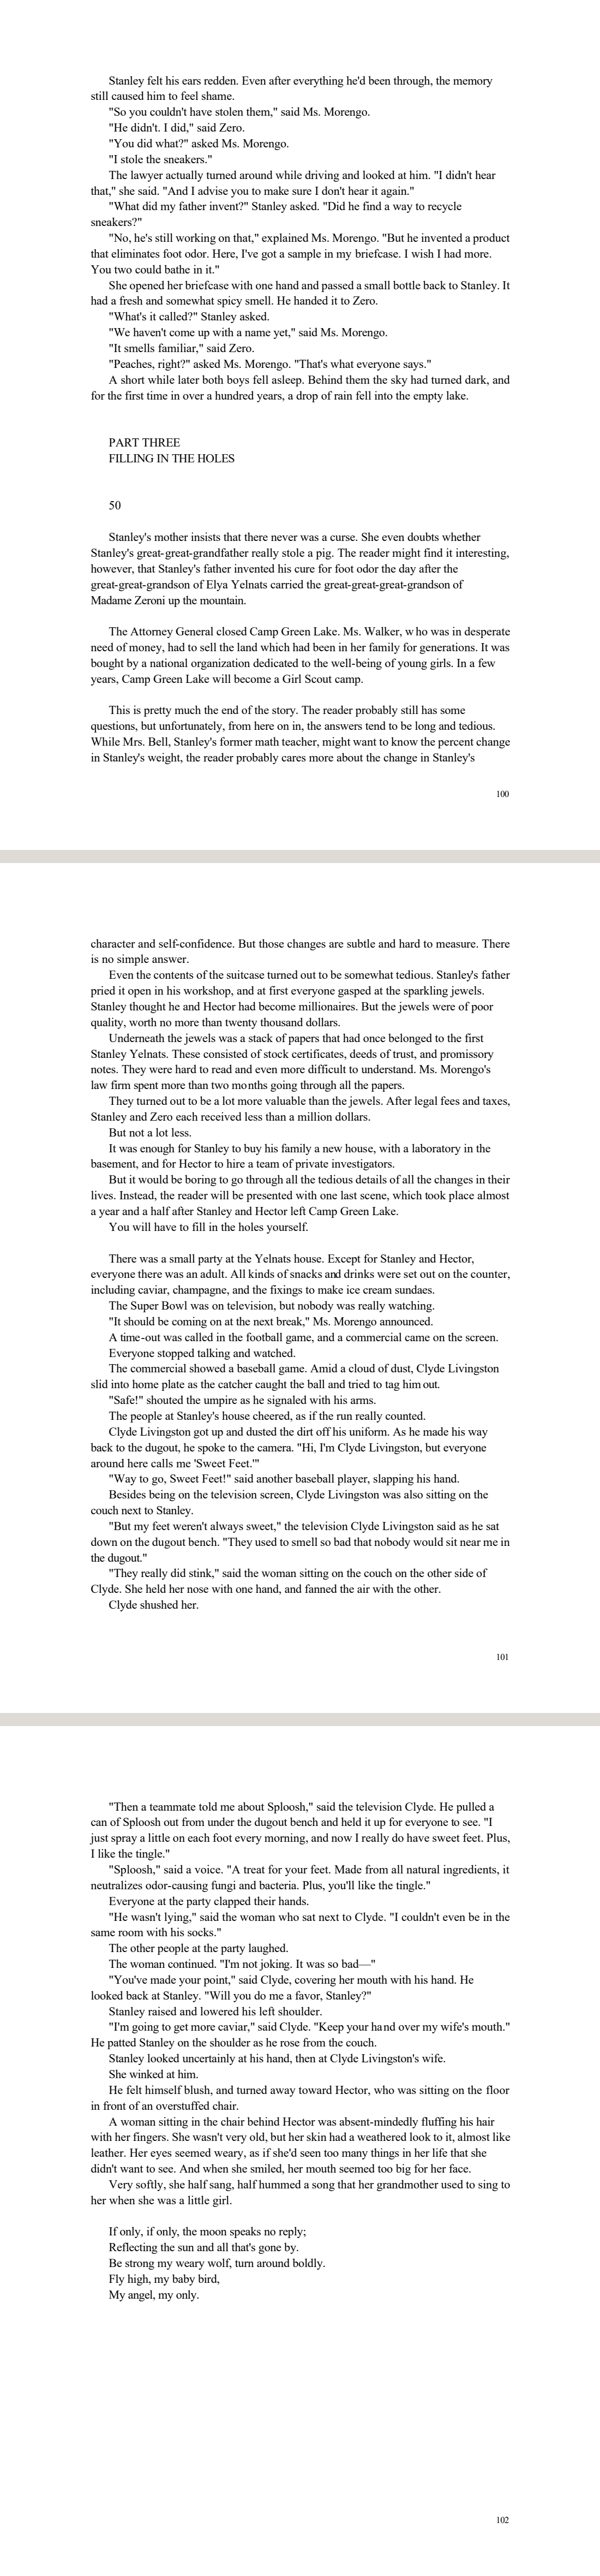 Stanley felt his ears redden. Even after everything he'd been through, the memory
still caused him to feel shame.
"So you couldn't have stolen them," said Ms. Morengo.
"He didn't. I did," said Zero.
"You did what?" asked Ms. Morengo.
"I stole the sneakers."
The lawyer actually turned around while driving and looked at him. "I didn't hear
that," she said. "And I advise you to make sure I don't hear it again."
"What did my father invent?" Stanley asked. "Did he find a way to recycle
sneakers?"
"No, he's still working on that," explained Ms. Morengo. "But he invented a product
that eliminates foot odor. Here, I've got a sample in my briefcase. I wish I had more.
You two could bathe in it."
She opened her briefcase with one hand and passed a small bottle back to Stanley. It
had a fresh and somewhat spicy smell. He handed it to Zero.
"What's it called?" Stanley asked.
"We haven't come up with a name yet," said Ms. Morengo.
"It smells familiar," said Zero.
"Peaches, right?" asked Ms. Morengo. "That's what everyone says."
A short while later both boys fell asleep. Behind them the sky had turned dark, and
for the first time in over a hundred years, a drop of rain fell into the empty lake.
PART THREE
FILLING IN THE HOLES
50
Stanley's mother insists that there never was a curse. She even doubts whether
Stanley's great-great-grandfather really stole a pig. The reader might find it interesting,
however, that Stanley's father invented his cure for foot odor the day after the
great-great-grandson of Elya Yelnats carried the great-great-great-grandson of
Madame Zeroni up the mountain.
The Attorney General closed Camp Green Lake. Ms. Walker, who was in desperate
need of money, had to sell the land which had been in her family for generations. It was
bought by a national organization dedicated to the well-being of young girls. In a few
years, Camp Green Lake will become a Girl Scout camp.
This is pretty much the end of the story. The reader probably still has some
questions, but unfortunately, from here on in, the answers tend to be long and tedious.
While Mrs. Bell, Stanley's former math teacher, might want to know the percent change
in Stanley's weight, the reader probably cares more about the change in Stanley's
100
character and self-confidence. But those changes are subtle and hard to measure. There
is no simple answer.
Even the contents of the suitcase turned out to be somewhat tedious. Stanley's father
pried it open in his workshop, and at first everyone gasped at the sparkling jewels.
Stanley thought he and Hector had become millionaires. But the jewels were of poor
quality, worth no more than twenty thousand dollars.
Underneath the jewels was a stack of papers that had once belonged to the first
Stanley Yelnats. These consisted of stock certificates, deeds of trust, and promissory
notes. They were hard to read and even more difficult to understand. Ms. Morengo's
law firm spent more than two months going through all the papers.
They turned out to be a lot more valuable than the jewels. After legal fees and taxes,
Stanley and Zero each received less than a million dollars.
But not a lot less.
It was enough for Stanley to buy his family a new house, with a laboratory in the
basement, and for Hector to hire a team of private investigators.
But it would be boring to go through all the tedious details of all the changes in their
lives. Instead, the reader will be presented with one last scene, which took place almost
a year and a half after Stanley and Hector left Camp Green Lake.
You will have to fill in the holes yourself.
There was a small party at the Yelnats house. Except for Stanley and Hector,
everyone there was an adult. All kinds of snacks and drinks were set out on the counter,
including caviar, champagne, and the fixings to make ice cream sundaes.
The Super Bowl was on television, but nobody was really watching.
"It should be coming on at the next break," Ms. Morengo announced.
A time-out was called in the football game, and a commercial came on the screen.
Everyone stopped talking and watched.
The commercial showed a baseball game. Amid a cloud of dust, Clyde Livingston
slid into home plate as the catcher caught the ball and tried to tag him out.
"Safe!" shouted the umpire as he signaled with his arms.
The people at Stanley's house cheered, as if the run really counted.
Clyde Livingston got up and dusted the dirt off his uniform. As he made his way
back to the dugout, he spoke to the camera. "Hi, I'm Clyde Livingston, but everyone
around here calls me 'Sweet Feet.'"
"Way to go, Sweet Feet!" said another baseball player, slapping his hand.
Besides being on the television screen, Clyde Livingston was also sitting on the
couch next to Stanley.
"But my feet weren't always sweet," the television Clyde Livingston said as he sat
down on the dugout bench. "They used to smell so bad that nobody would sit near me in
the dugout."
"They really did stink," said the woman sitting on the couch on the other side of
Clyde. She held her nose with one hand, and fanned the air with the other.
Clyde shushed her.
101
"Then a teammate told me about Sploosh," said the television Clyde. He pulled a
can of Sploosh out from under the dugout bench and held it up for everyone to see. "I
just spray a little on each foot every morning, and now I really do have sweet feet. Plus,
I like the tingle."
"Sploosh," said a voice. "A treat for your feet. Made from all natural ingredients, it
neutralizes odor-causing fungi and bacteria. Plus, you'll like the tingle."
Everyone at the party clapped their hands.
"He wasn't lying," said the woman who sat next to Clyde. "I couldn't even be in the
same room with his socks."
The other people at the party laughed.
The woman continued. "I'm not joking. It was so bad—"
"You've made your point," said Clyde, covering her mouth with his hand. He
looked back at Stanley. "Will you do me a favor, Stanley?"
Stanley raised and lowered his left shoulder.
"I'm going to get more caviar," said Clyde. "Keep your hand over my wife's mouth."
He patted Stanley on the shoulder as he rose from the couch.
Stanley looked uncertainly at his hand, then at Clyde Livingston's wife.
She winked at him.
He felt himself blush, and turned away toward Hector, who was sitting on the floor
in front of an overstuffed chair.
A woman sitting in the chair behind Hector was absent-mindedly fluffing his hair
with her fingers. She wasn't very old, but her skin had a weathered look to it, almost like
leather. Her eyes seemed weary, as if she'd seen too many things in her life that she
didn't want to see. And when she smiled, her mouth seemed too big for her face.
Very softly, she half sang, half hummed a song that her grandmother used to sing to
her when she was a little girl.
If only, if only, the moon speaks no reply;
Reflecting the sun and all that's gone by.
Be strong my weary wolf, turn around boldly.
Fly high, my baby bird,
My angel, my only.
102